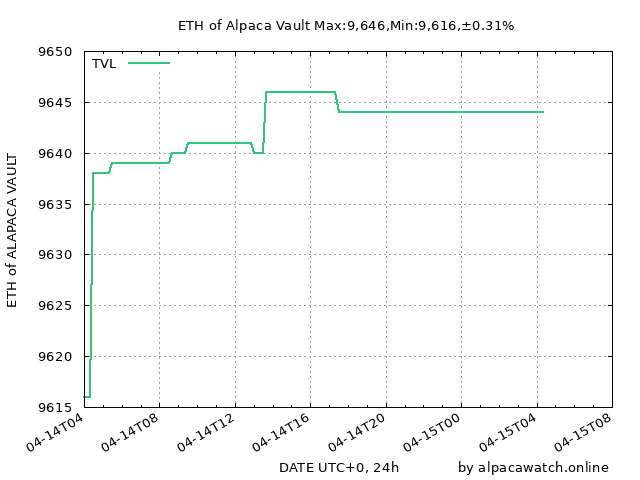 ETH of Alpaca Vault Max:9,646,Min:9,616,±0.31%
TVL
9650
9645
9640
9635
9630
9625
9620
9615
ETH of ALAPACA VAULT
04-14T04
04-14T08
04-14T12
04-14T16
04-14T20
04-15T00
04-15T04
04-15T08
DATE UTC+0, 24h
by alpacawatch.online